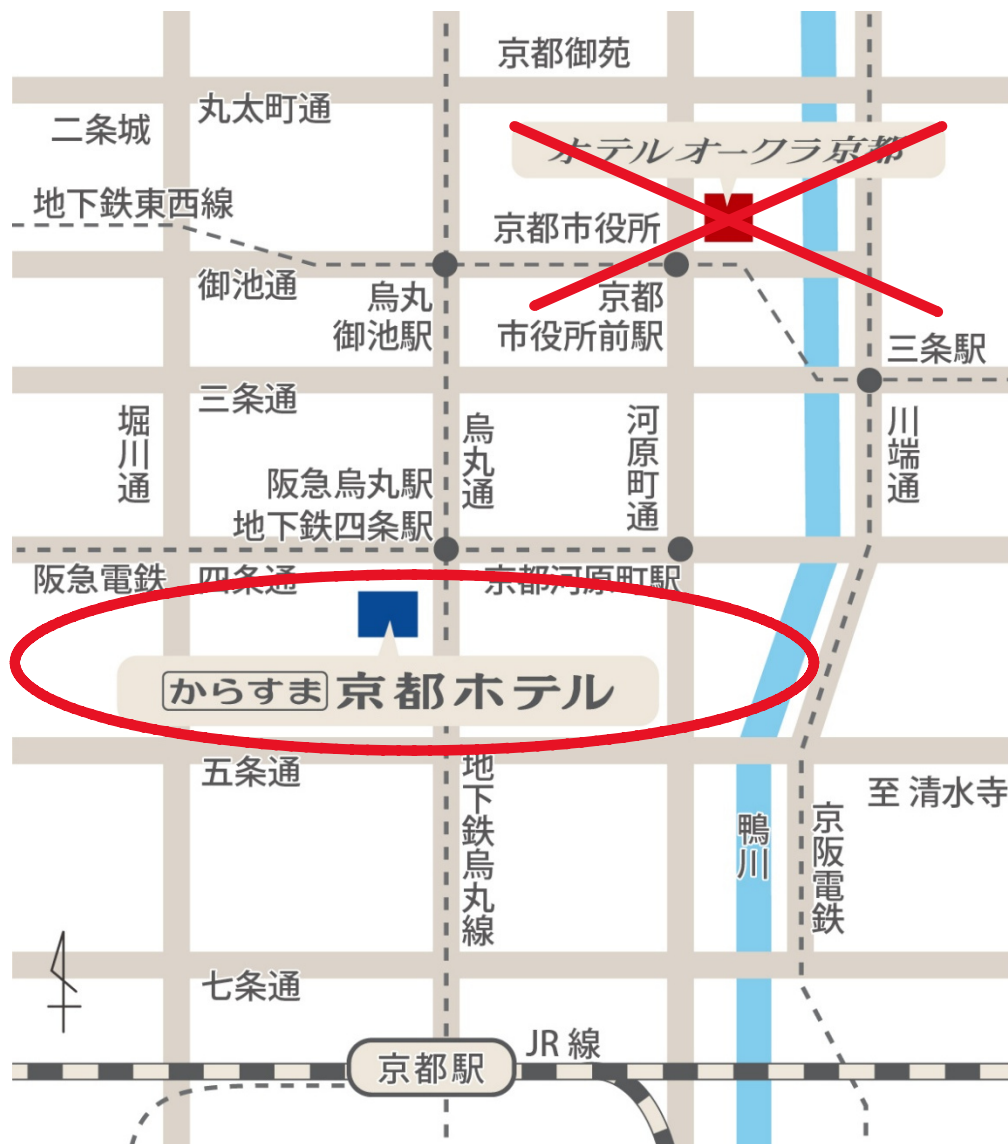 京都御苑
丸太町通
二条城
ホテルオークラ京都
地下鉄東西線
京都市役所
御池通
烏丸
御池駅
京都
市役所前駅
三条駅
三条通
堀川通
烏丸通
河原町通
川端通
阪急烏丸駅
地下鉄四条駅
阪急電鉄
四条通
京都河原町駅
からすま京都ホテル
五条通
地下鉄烏丸線
至 清水寺
鴨川
京阪電鉄
七条通
JR 線
京都駅